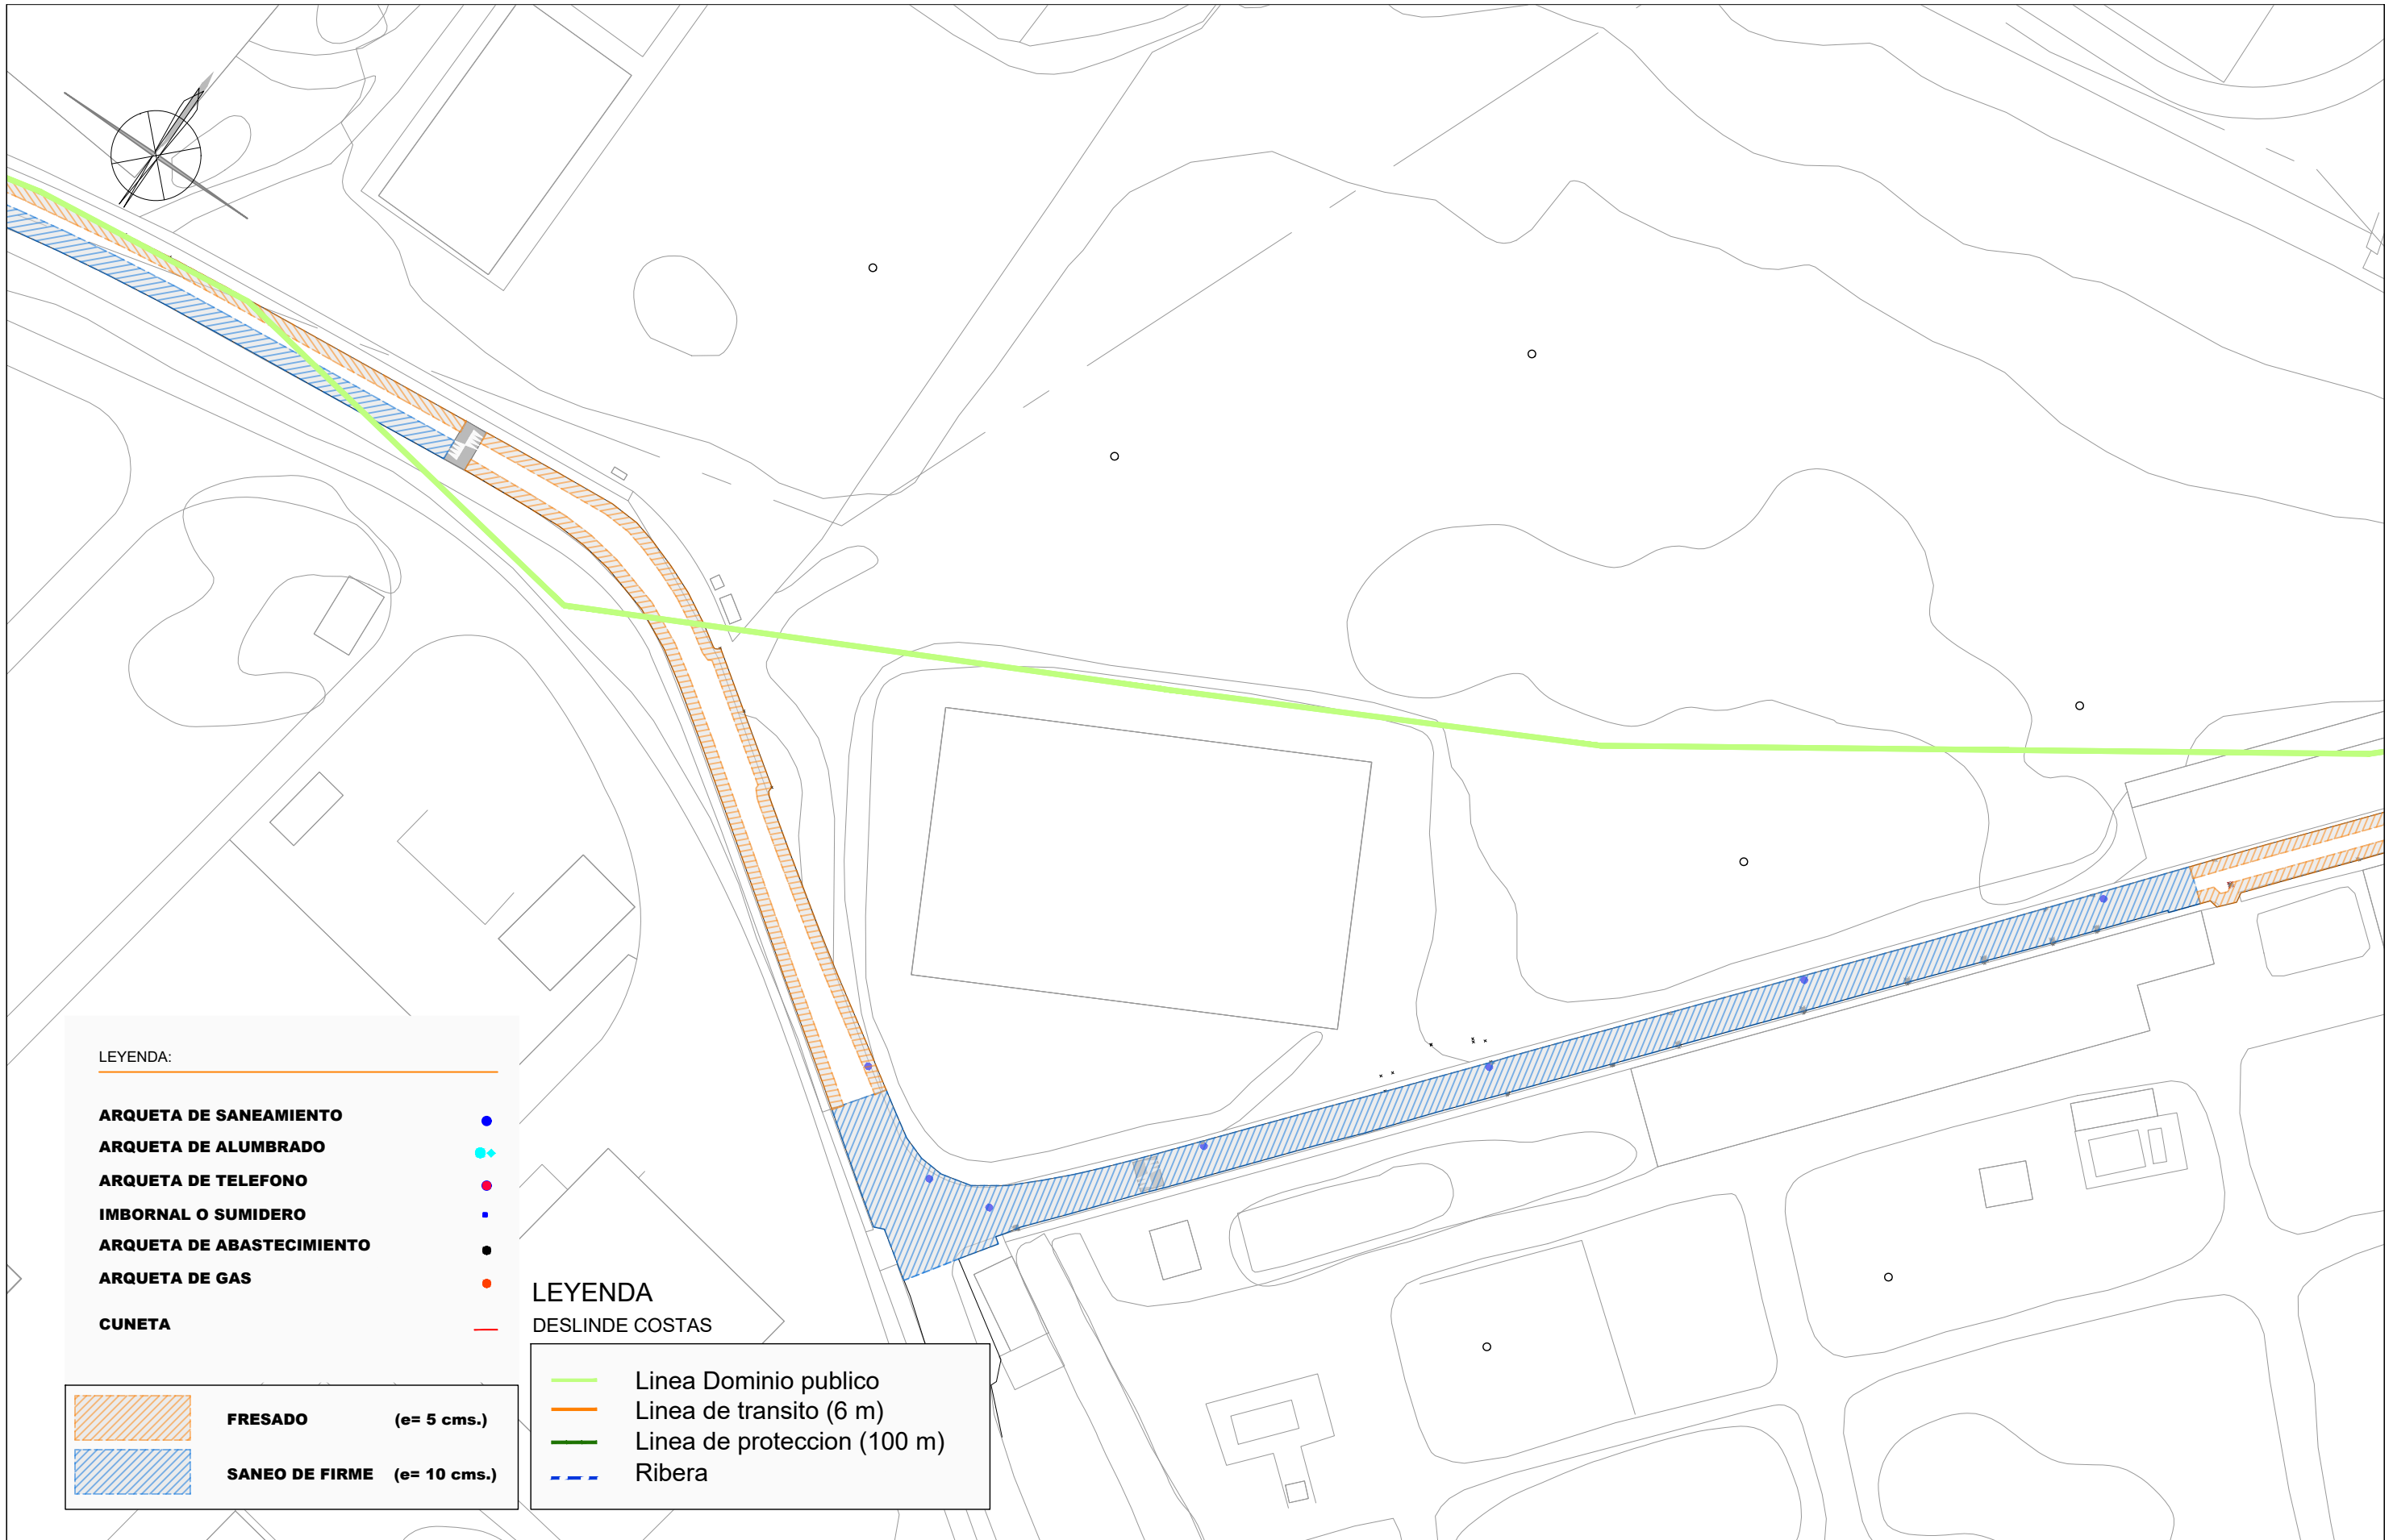 LEYENDA:
ARQUETA DE SANEAMIENTO
ARQUETA DE ALUMBRADO
ARQUETA DE TELEFONO
IMBORNAL O SUMIDERO
ARQUETA DE ABASTECIMIENTO
ARQUETA DE GAS
CUNETA
FRESADO (e= 5 cms.)
SANEO DE FIRME (e= 10 cms.)
LEYENDA
DESLINDE COSTAS
Linea Dominio publico
Linea de transito (6 m)
Linea de proteccion (100 m)
Ribera